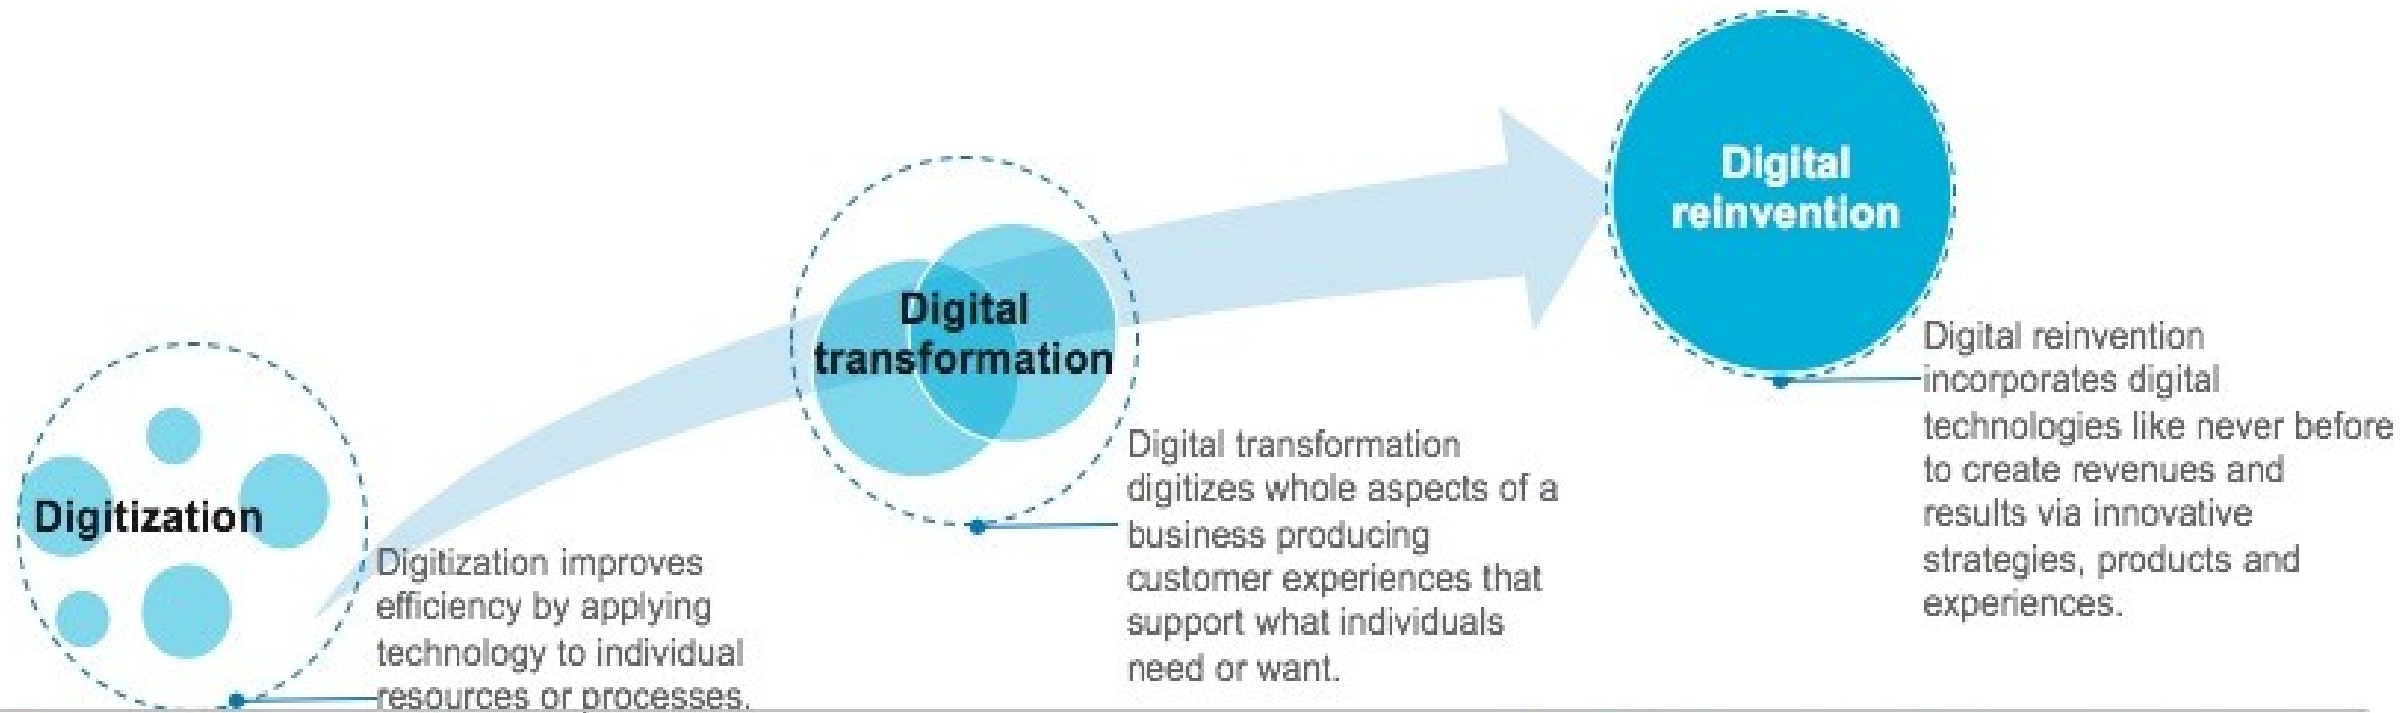 Digitization
Digitization improves
efficiency by applying
technology to individual
resources or processes.
Digital
transformation
Digital transformation
digitizes whole aspects of a
business producing
customer experiences that
support what individuals
need or want.
Digital
reinvention
Digital reinvention
incorporates digital
technologies like never before
to create revenues and
results via innovative
strategies, products and
experiences.